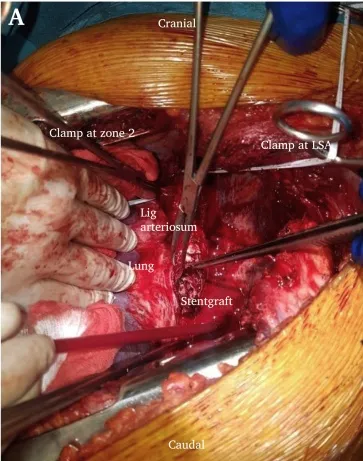 A
Cranial
Clamp at zone 2
Clamp at LSA
Lig
arteriosum
Lung
Stentgraft
Caudal